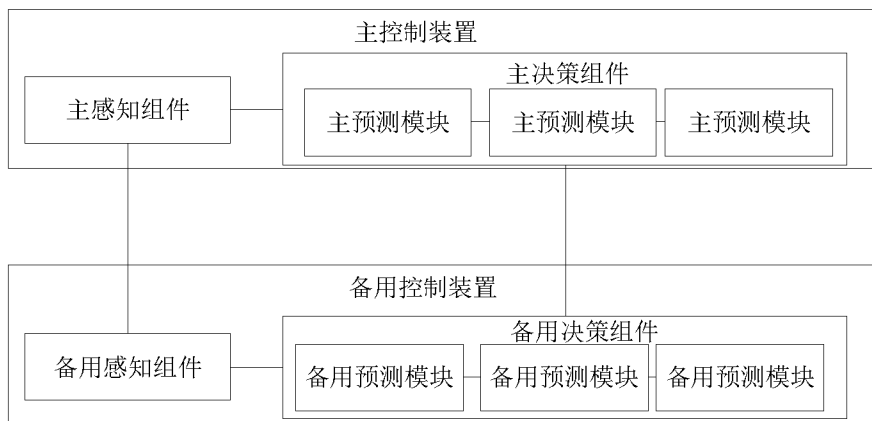 主控制装置
主决策组件
主感知组件
主预测模块 主预测模块 主预测模块
备用控制装置
备用决策组件
备用感知组件
备用预测模块 备用预测模块 备用预测模块